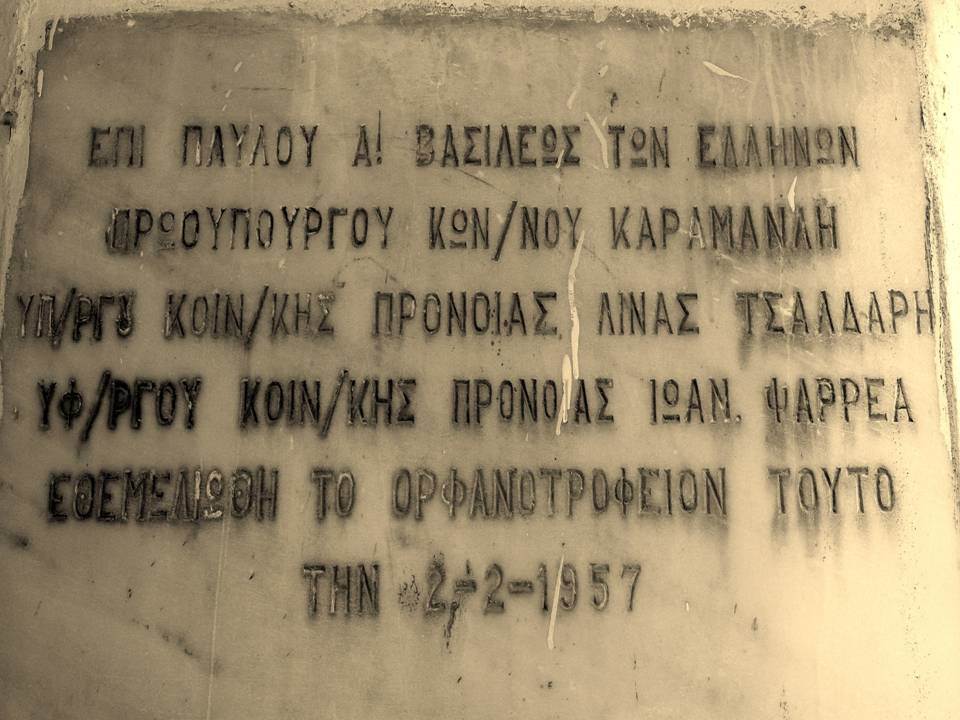 ΕΠΙ ΠΑΥΛΟΥ Α! ΒΑΣΙΛΕΩΣ ΤΩΝ ΕΛΛΗΝΩΝ
ΠΡΩΘΥΠΟΥΡΓΟΥ ΚΩΝ/ΝΟΥ ΚΑΡΑΜΑΝΛΗ
ΥΠ/ΡΓΟΥ ΚΟΙΝ/ΚΗΣ ΠΡΟΝΟΙΑΣ ΛΙΝΑΣ ΤΣΑΛΔΑΡΗ
ΥΦ/ΡΓΟΥ ΚΟΙΝ/ΚΗΣ ΠΡΟΝΟΙΑΣ ΙΩΑΝ. ΨΑΡΡΕΑ
ΕΘΕΜΕΛΙΩΘΗ ΤΟ ΟΡΦΑΝΟΤΡΟΦΕΙΟΝ ΤΟΥΤΟ
ΤΗΝ 2-2-1957